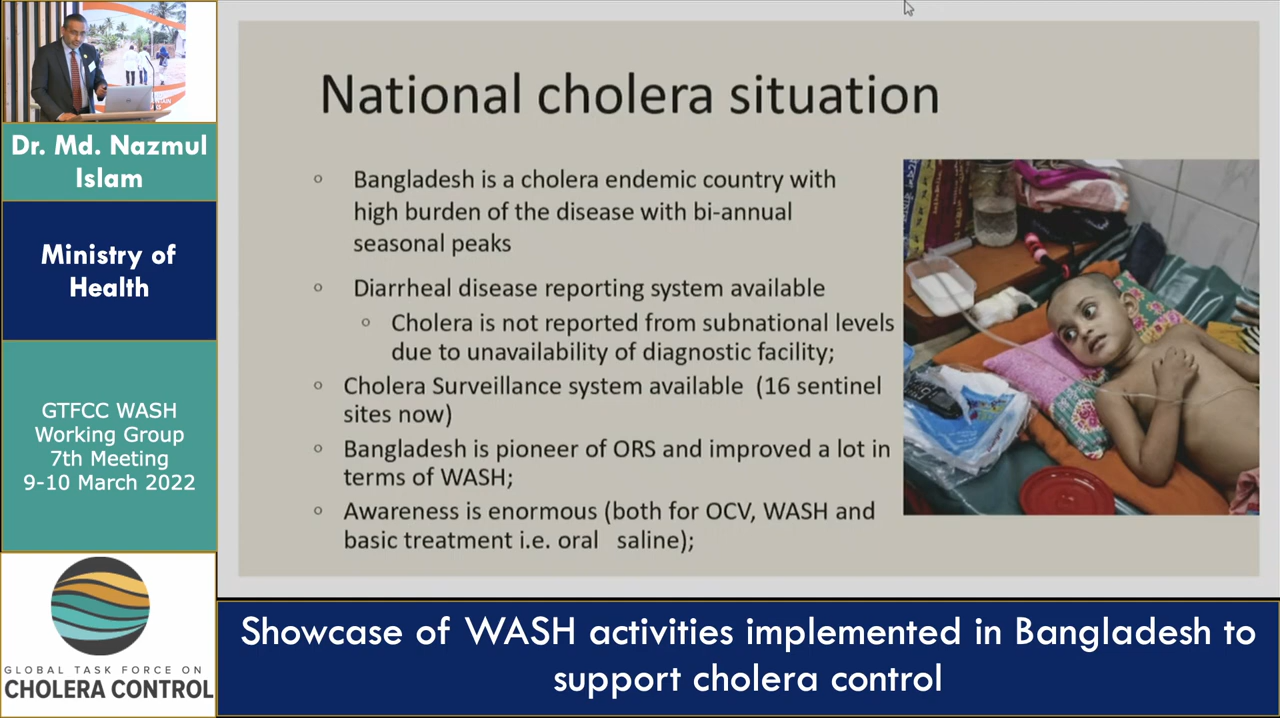 Dr. Md. Nazmul
Islam
Ministry of
Health
GTFCC WASH
Working Group
7th Meeting
9-10 March 2022
GLOBAL TASK FORCE ON
CHOLERA CONTROL
National cholera situation
Bangladesh is a cholera endemic country with
high burden of the disease with bi-annual
seasonal peaks
Diarrheal disease reporting system available
Cholera is not reported from subnational levels
due to unavailability of diagnostic facility;
Cholera Surveillance system available (16 sentinel
sites now)
Bangladesh is pioneer of ORS and improved a lot in
terms of WASH;
Awareness is enormous (both for OCV, WASH and
basic treatment i.e. oral saline);
Showcase of WASH activities implemented in Bangladesh to
support cholera control